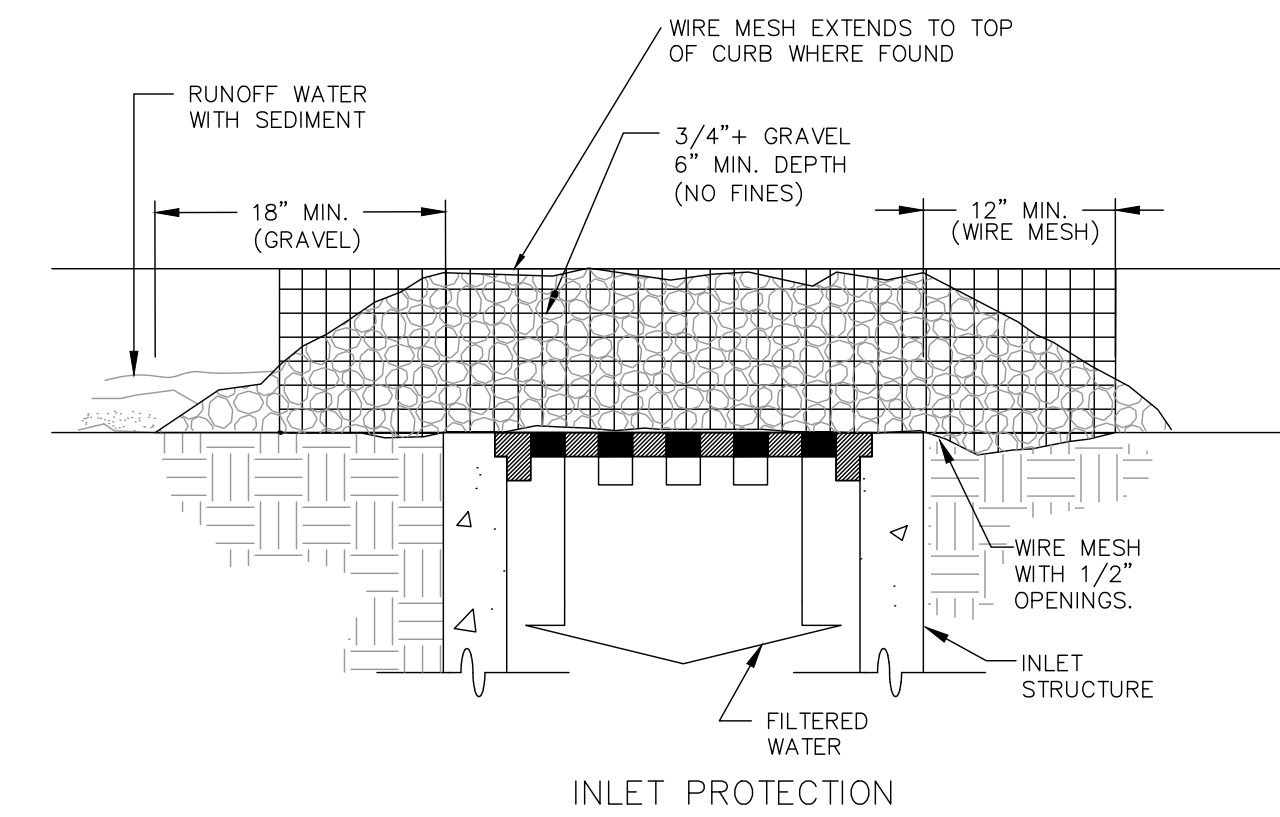 WIRE MESH EXTENDS TO TOP
OF CURB WHERE FOUND
RUNOFF WATER
WITH SEDIMENT
3/4”+ GRAVEL
6” MIN. DEPTH
(NO FINES)
18” MIN.
(GRAVEL)
12” MIN.
(WIRE MESH)
WIRE MESH
WITH 1/2”
OPENINGS.
INLET
STRUCTURE
FILTERED
WATER
INLET PROTECTION